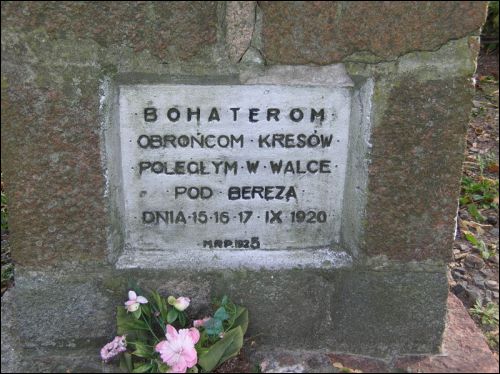 BOHATEROM
OBROŃCOM · KRESÓW ·
POLEGŁYM · W · WALCE ·
· POD · BEREZĄ ·
DNIA · 15 · 16 · 17 · IX · 1920
M.R.P. 1925